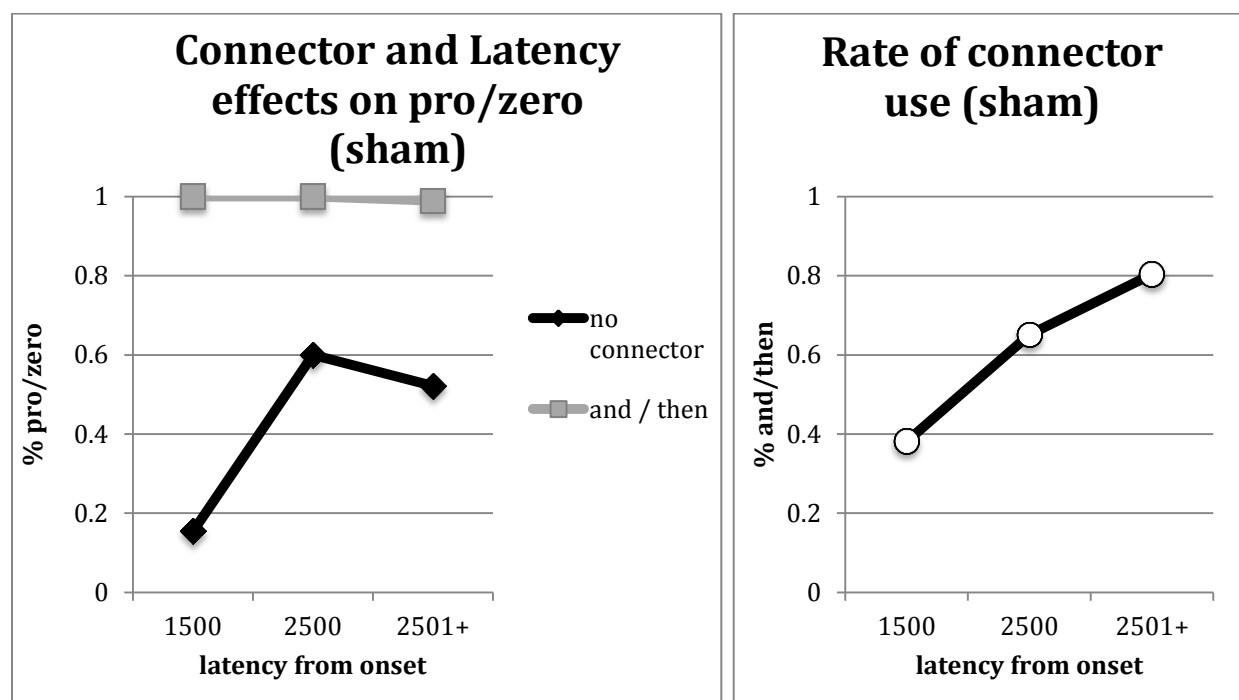 Connector and Latency
effects on pro/zero
(sham)
1
0.8
0.6
0.4
0.2
0
% pro/zero
1500 2500 2501+
latency from onset
no
connector
and / then
Rate of connector
use (sham)
1
0.8
0.6
0.4
0.2
0
% and/then
1500 2500 2501+
latency from onset